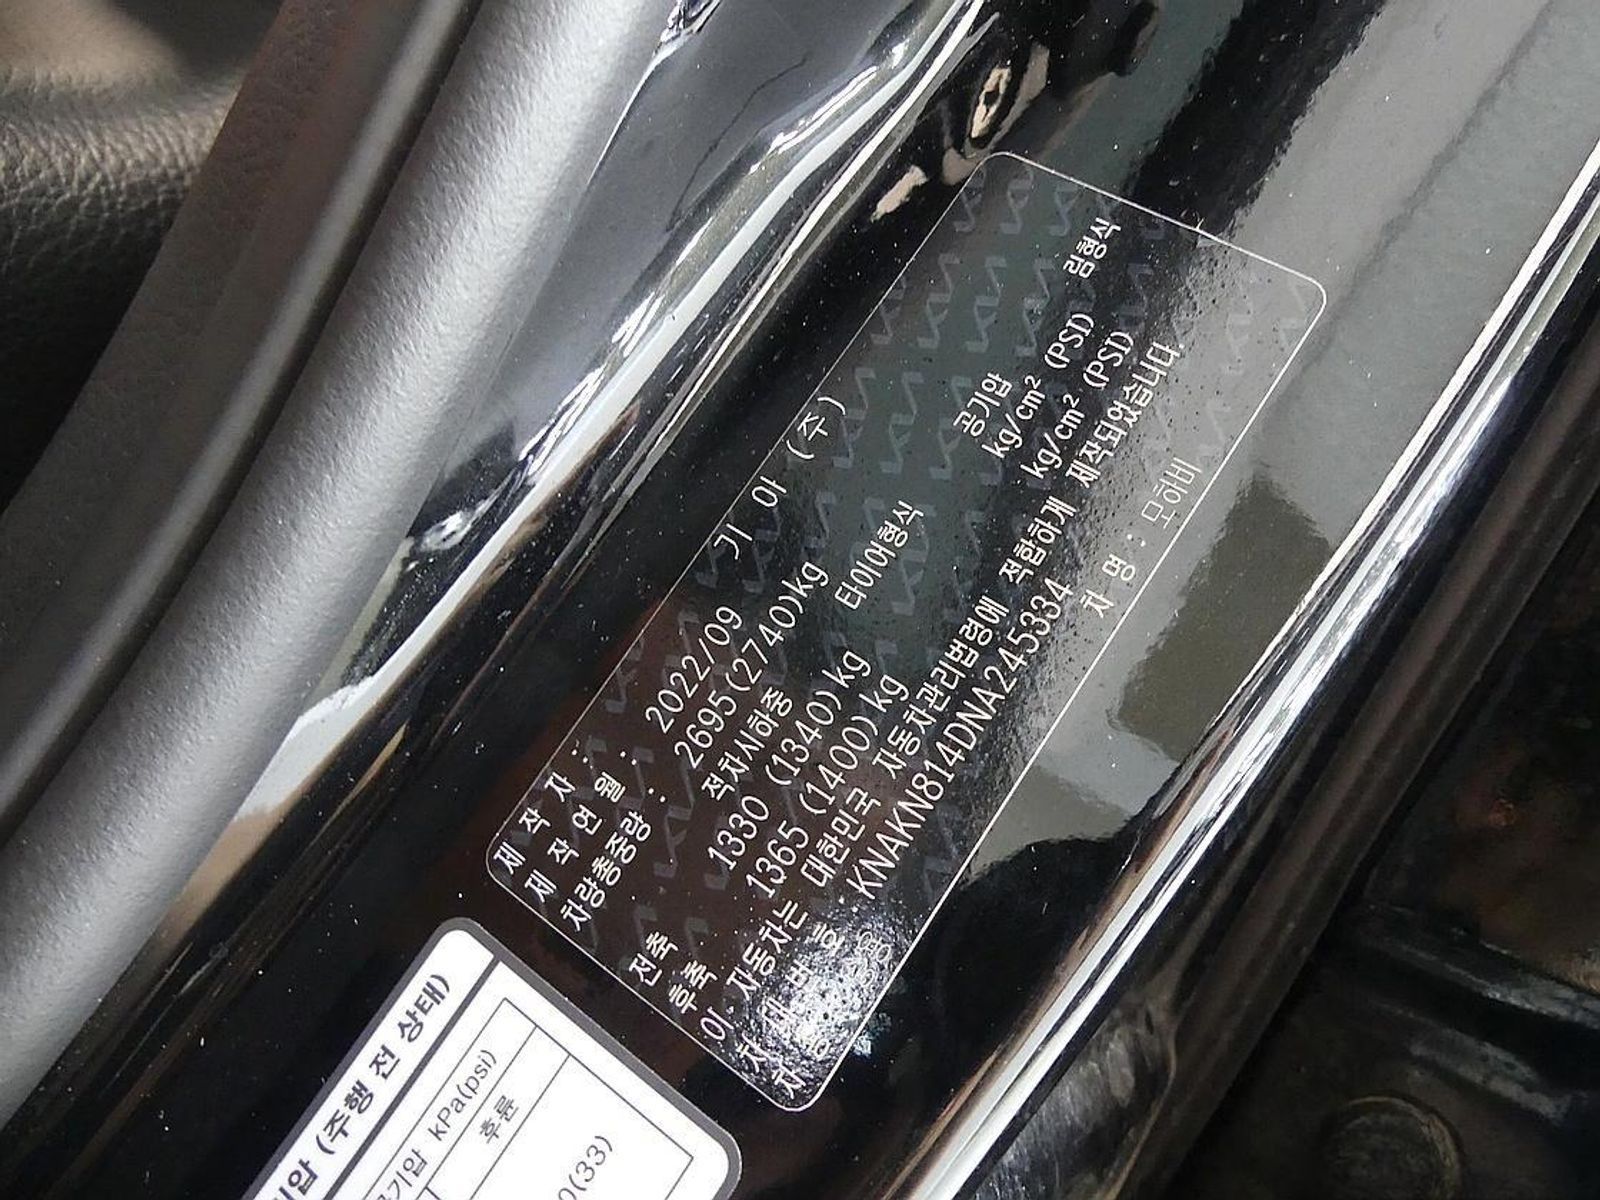 제 작 자 : 기 아 (주)
제 작 연 월 : 2022/09
차량총중량 : 2695(2740)kg
적차시하중 타이어형식 공기압 림형식
전축 1330 (1340) kg kg/cm² (PSI)
후축 1365 (1400) kg kg/cm² (PSI)
이 자동차는 대한민국 자동차관리법령에 적합하게 제작되었습니다.
차 대 번 호 : KNAKN814DNA245334
차 종 차 명 : 모하비
기압 (주행 전 상태)
공기압 kPa(psi)
후륜
0(33)